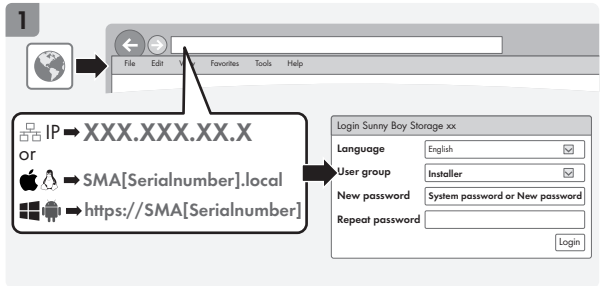 1
File Edit View Favorites Tools Help
IP XXX.XXX.XX.X
or
SMA[Serialnumber].local
https://SMA[Serialnumber]
Login Sunny Boy Storage xx
Language English
User group Installer
New password System password or New password
Repeat password
Login